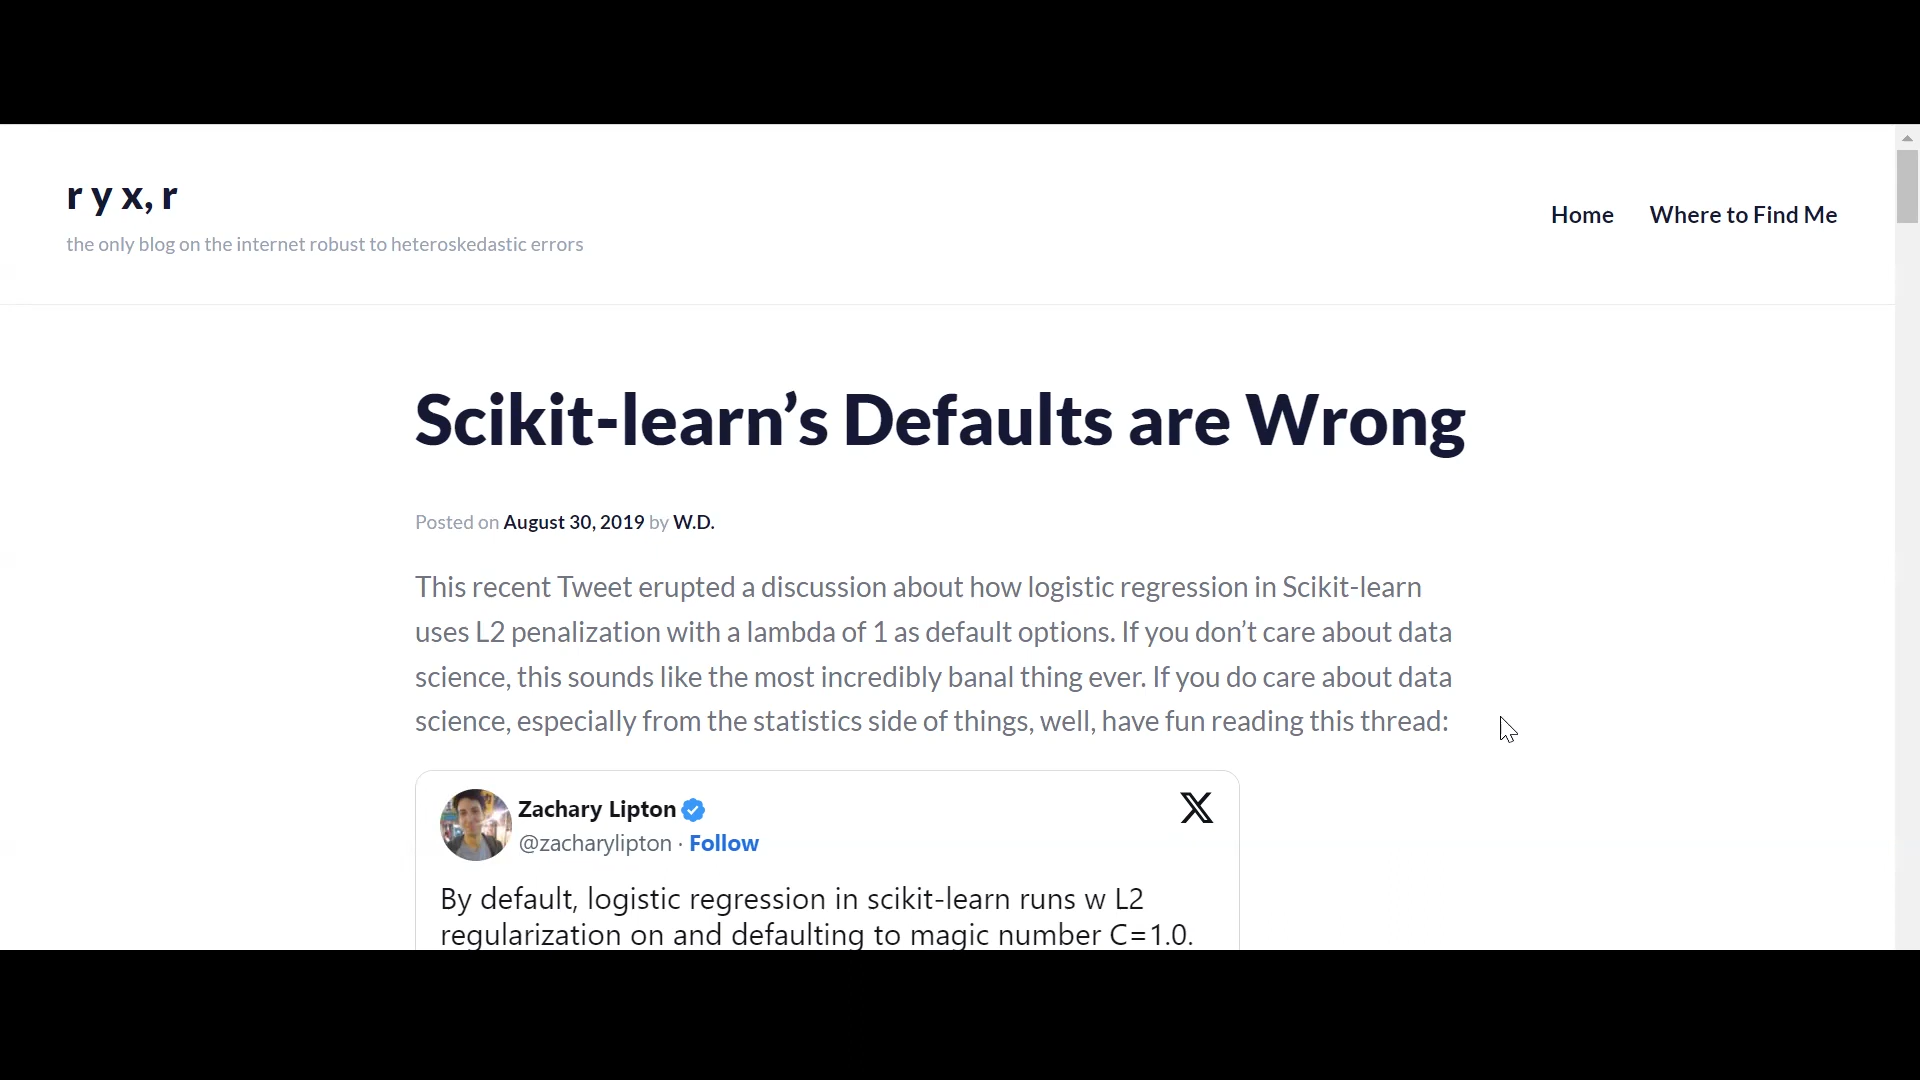 r y x, r
the only blog on the internet robust to heteroskedastic errors
Home
Where to Find Me
Scikit-learn’s Defaults are Wrong
Posted on August 30, 2019 by W.D.
This recent Tweet erupted a discussion about how logistic regression in Scikit-learn
uses L2 penalization with a lambda of 1 as default options. If you don’t care about data
science, this sounds like the most incredibly banal thing ever. If you do care about data
science, especially from the statistics side of things, well, have fun reading this thread:
Zachary Lipton
@zacharylipton · Follow
By default, logistic regression in scikit-learn runs w L2
regularization on and defaulting to magic number C=1.0.